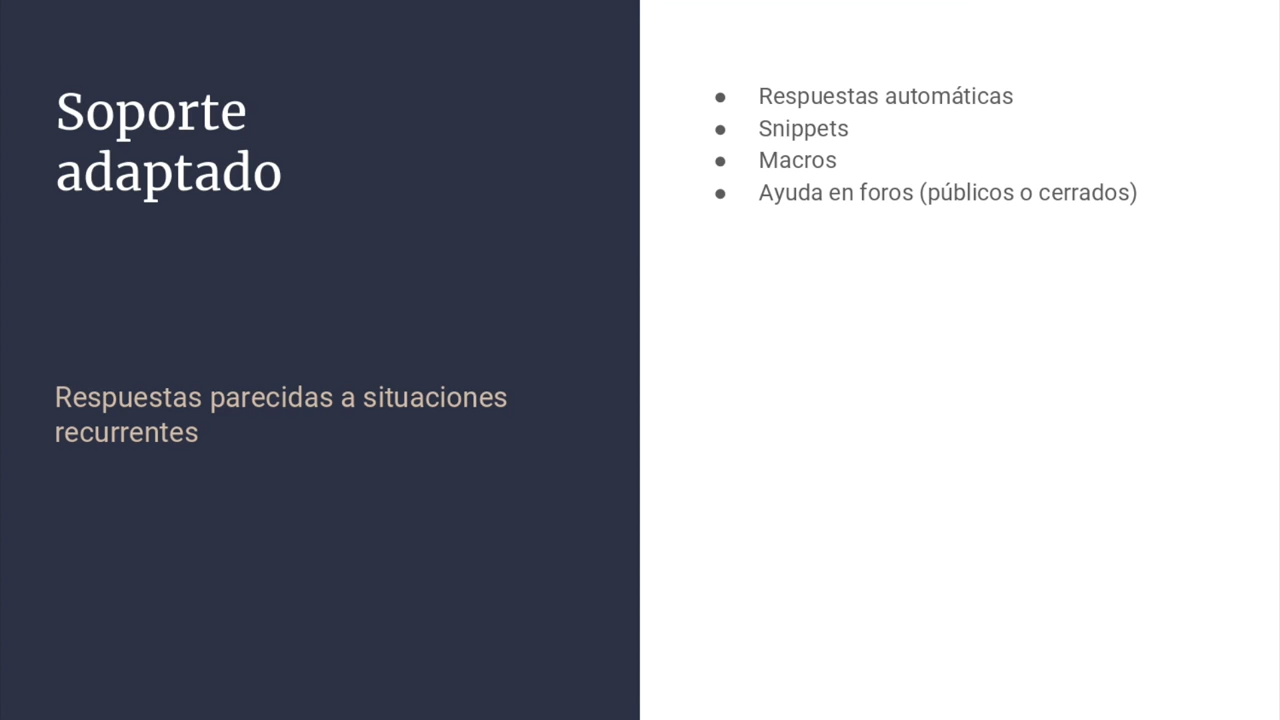 Soporte
adaptado
Respuestas parecidas a situaciones
recurrentes
● Respuestas automáticas
● Snippets
● Macros
● Ayuda en foros (públicos o cerrados)